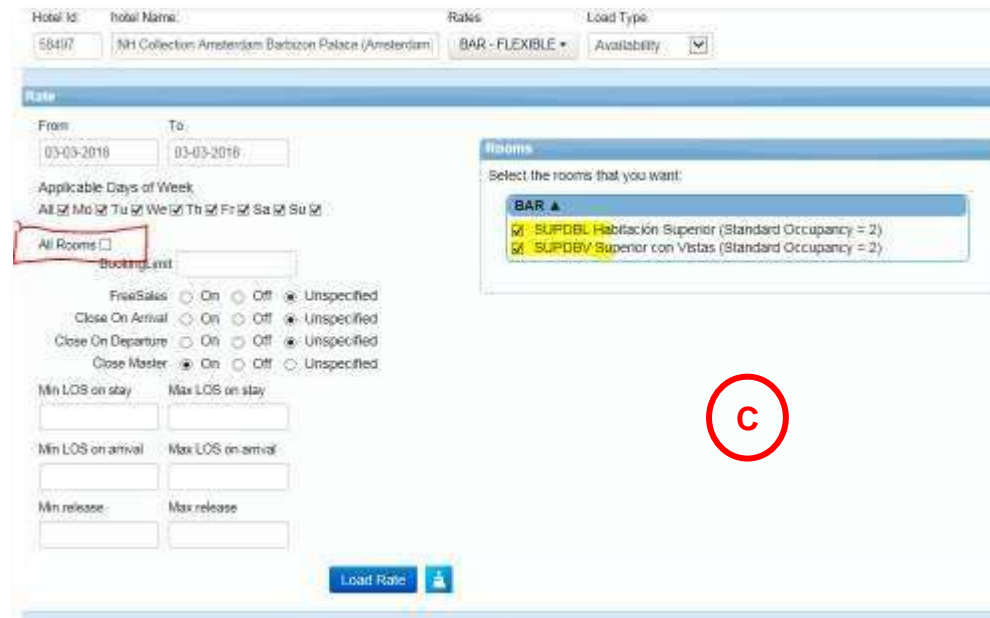 Hotel Id: hotel Name: Rates Load Type
58497 NH Collection Amsterdam Barbizon Palace (Amsterdam) BAR - FLEXIBLE Availability
Rate
From To
03-03-2016 03-03-2016
Applicable Days of Week
All Mo Tu We Th Fr Sa Su
All Rooms
BookingLimit
FreeSales On Off Unspecified
Close On Arrival On Off Unspecified
Close On Departure On Off Unspecified
Close Master On Off Unspecified
Min LOS on stay Max LOS on stay
Min LOS on arrival Max LOS on arrival
Min release Max release
Load Rate
Rooms
Select the rooms that you want:
BAR ▲
SUPDBL Habitación Superior (Standard Occupancy = 2)
SUPDBV Superior con Vistas (Standard Occupancy = 2)
C